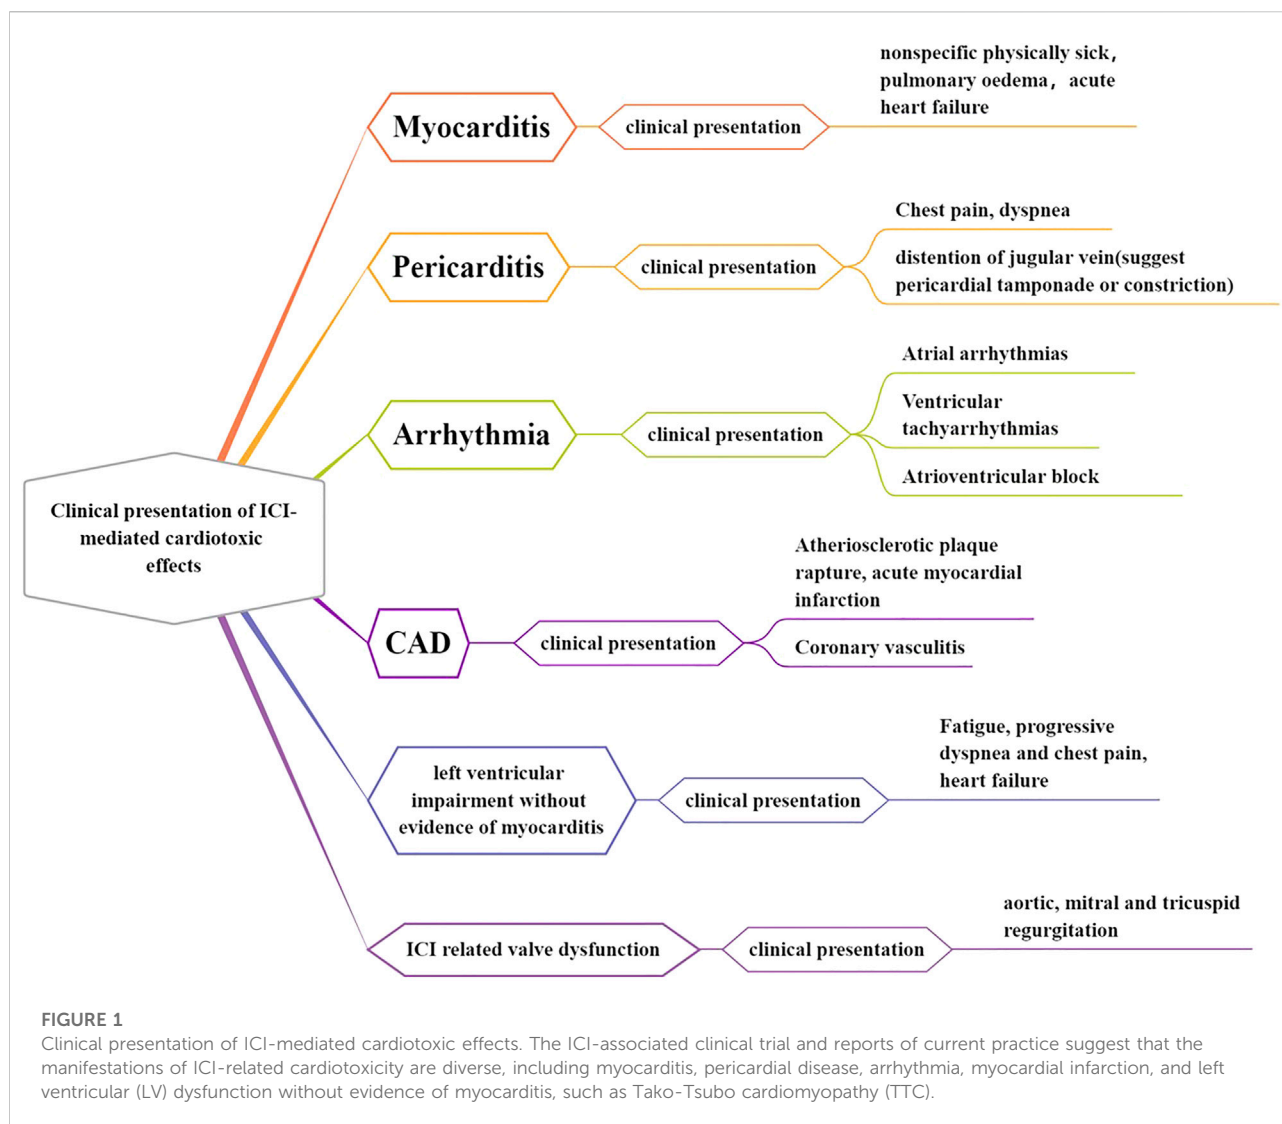 nonspecific physically sick,
pulmonary oedema, acute
heart failure
Myocarditis
clinical presentation
Chest pain, dyspnea
Pericarditis
clinical presentation
distention of jugular vein(suggest
pericardial tamponade or constriction)
Atrial arrhythmias
Arrhythmia
clinical presentation
Ventricular
tachyarrhythmias
Atrioventricular block
Clinical presentation of ICI-
mediated cardiotoxic
effects
Atheriosclerotic plaque
rapture, acute myocardial
infarction
CAD
clinical presentation
Coronary vasculitis
left ventricular
impairment without
evidence of myocarditis
clinical presentation
Fatigue, progressive
dyspnea and chest pain,
heart failure
ICI related valve dysfunction
clinical presentation
aortic, mitral and tricuspid
regurgitation
FIGURE 1
Clinical presentation of ICI-mediated cardiotoxic effects. The ICI-associated clinical trial and reports of current practice suggest that the
manifestations of ICI-related cardiotoxicity are diverse, including myocarditis, pericardial disease, arrhythmia, myocardial infarction, and left
ventricular (LV) dysfunction without evidence of myocarditis, such as Tako-Tsubo cardiomyopathy (TTC).